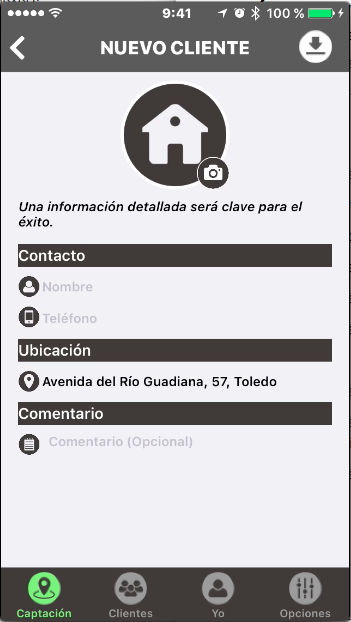 9:41
100 %
NUEVO CLIENTE
Una información detallada será clave para el
éxito.
Contacto
Nombre
Teléfono
Ubicación
Avenida del Río Guadiana, 57, Toledo
Comentario
Comentario (Opcional)
Captación
Clientes
Yo
Opciones